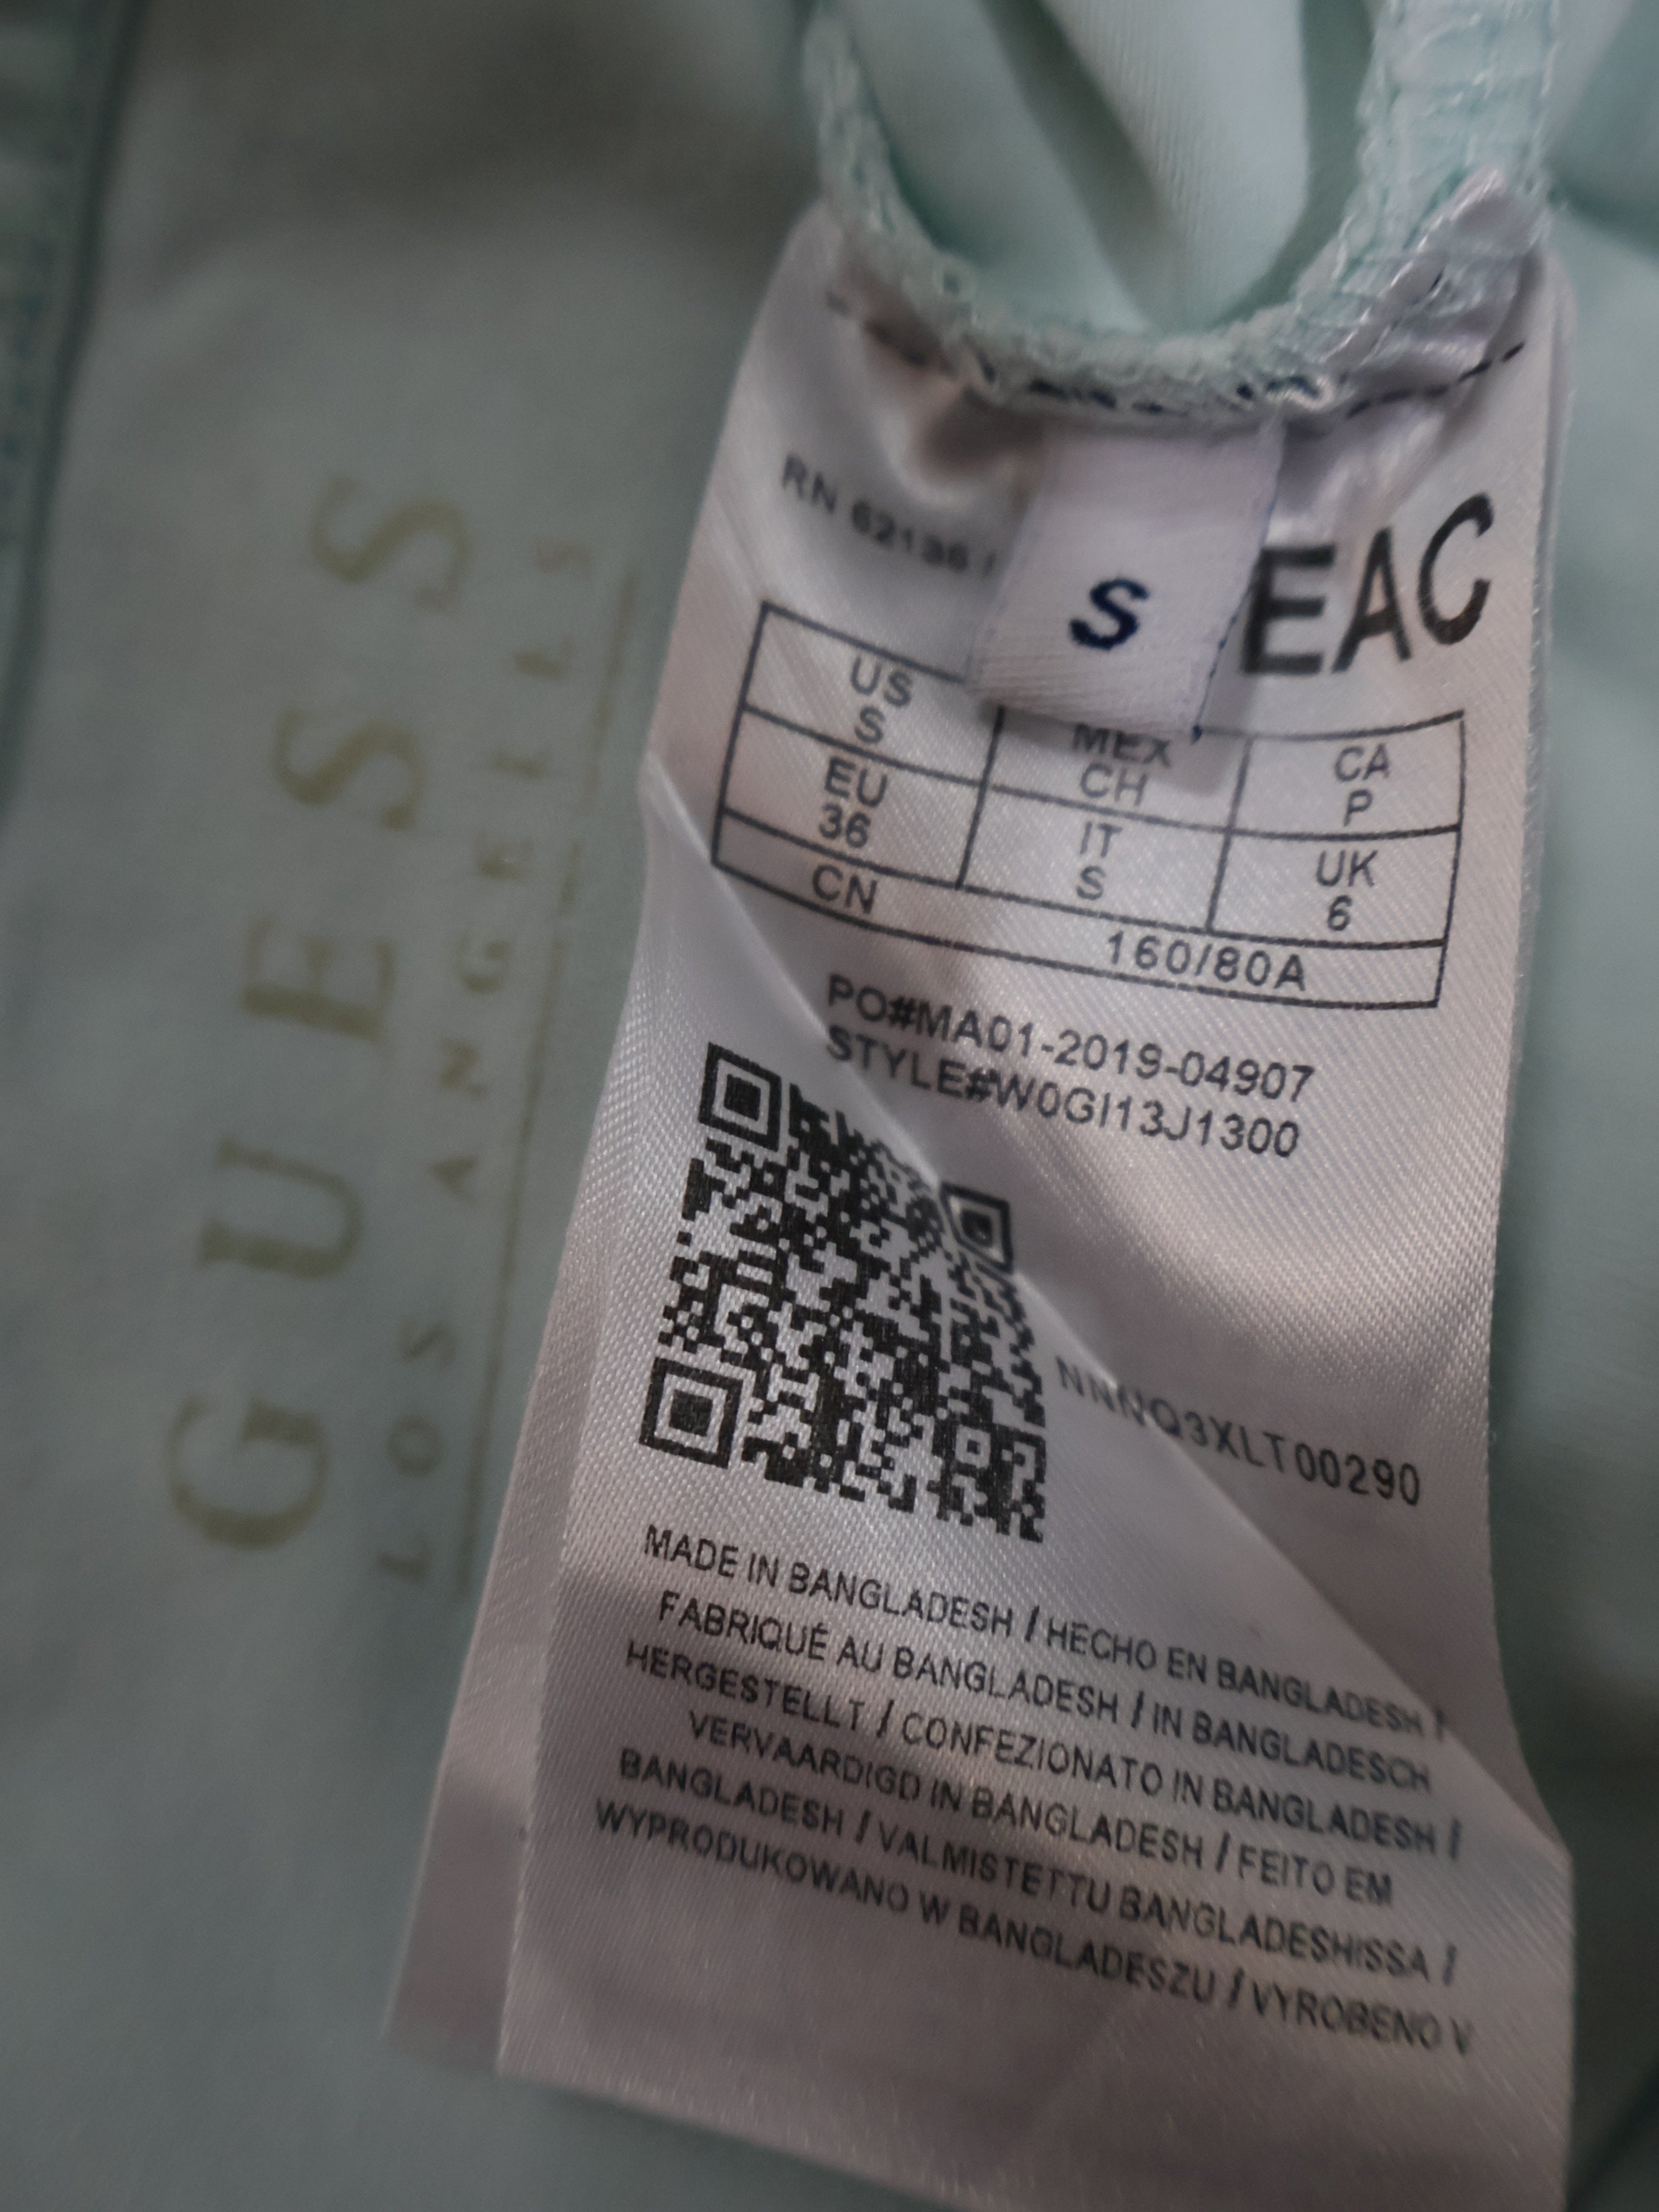 GUESS
LOS ANGELES
RN 62136 /
S
EAC
US MEX CA
S CH P
EU IT UK
36 S 6
CN 160/80A
PO#MA01-2019-04907
STYLE#W0GI13J1300
NNNQ3XLT00290
MADE IN BANGLADESH / HECHO EN BANGLADESH /
FABRIQUÉ AU BANGLADESH / IN BANGLADESCH
HERGESTELLT / CONFEZIONATO IN BANGLADESH /
VERVAARDIGD IN BANGLADESH / FEITO EM
BANGLADESH / VALMISTETTU BANGLADESHISSA /
WYPRODUKOWANO W BANGLADESZU / VYROBENO V